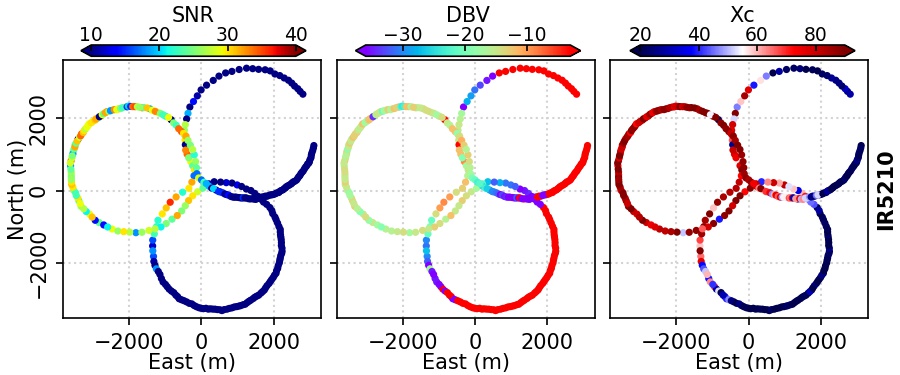 SNR DBV Xc
10 20 30 40 −30 −20 −10 20 40 60 80
2000
0
−2000
North (m)
−2000 0 2000 −2000 0 2000 −2000 0 2000
East (m) East (m) East (m)
IR5210